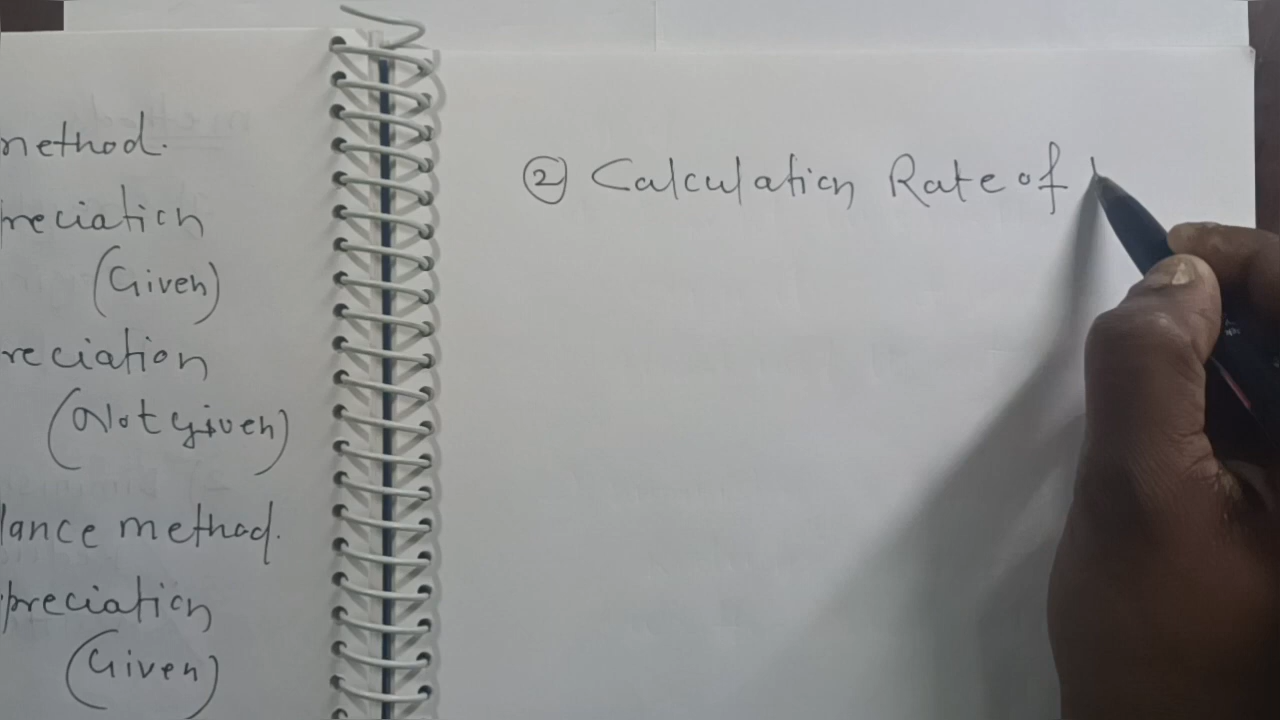 method.
preciation
(Given)
reciation
(Not given)
lance method.
preciation
(Given)
② Calculation Rate of